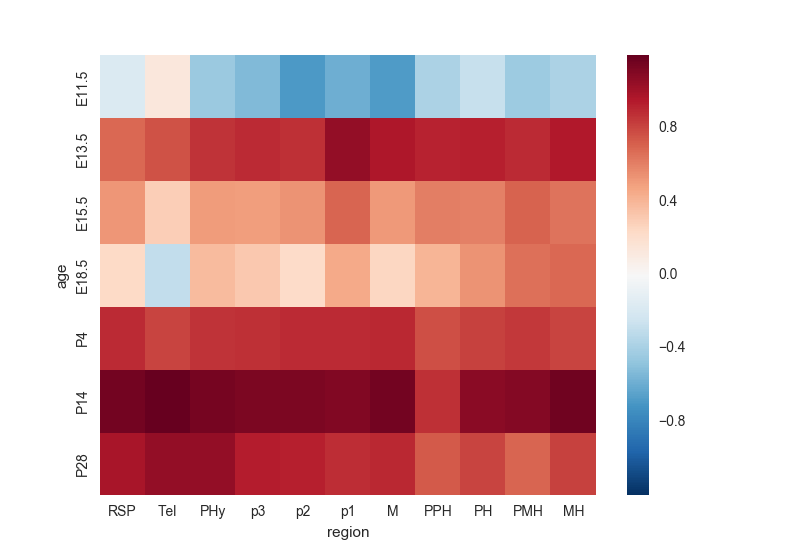 E11.5
E13.5
E15.5
E18.5
P4
P14
P28
age
RSP Tel PHy p3 p2 p1 M PPH PH PMH MH
region
0.8
0.4
0.0
−0.4
−0.8